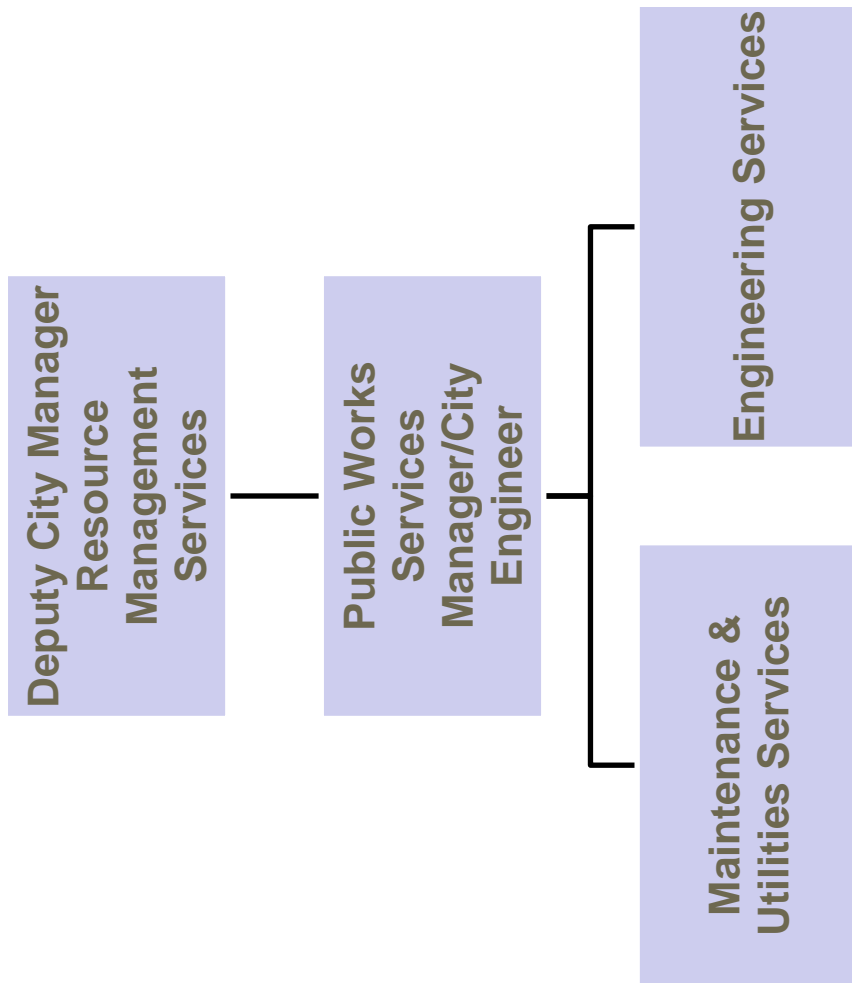 Deputy City Manager
Resource
Management
Services
Public Works
Services
Manager/City
Engineer
Maintenance &
Utilities Services
Engineering Services